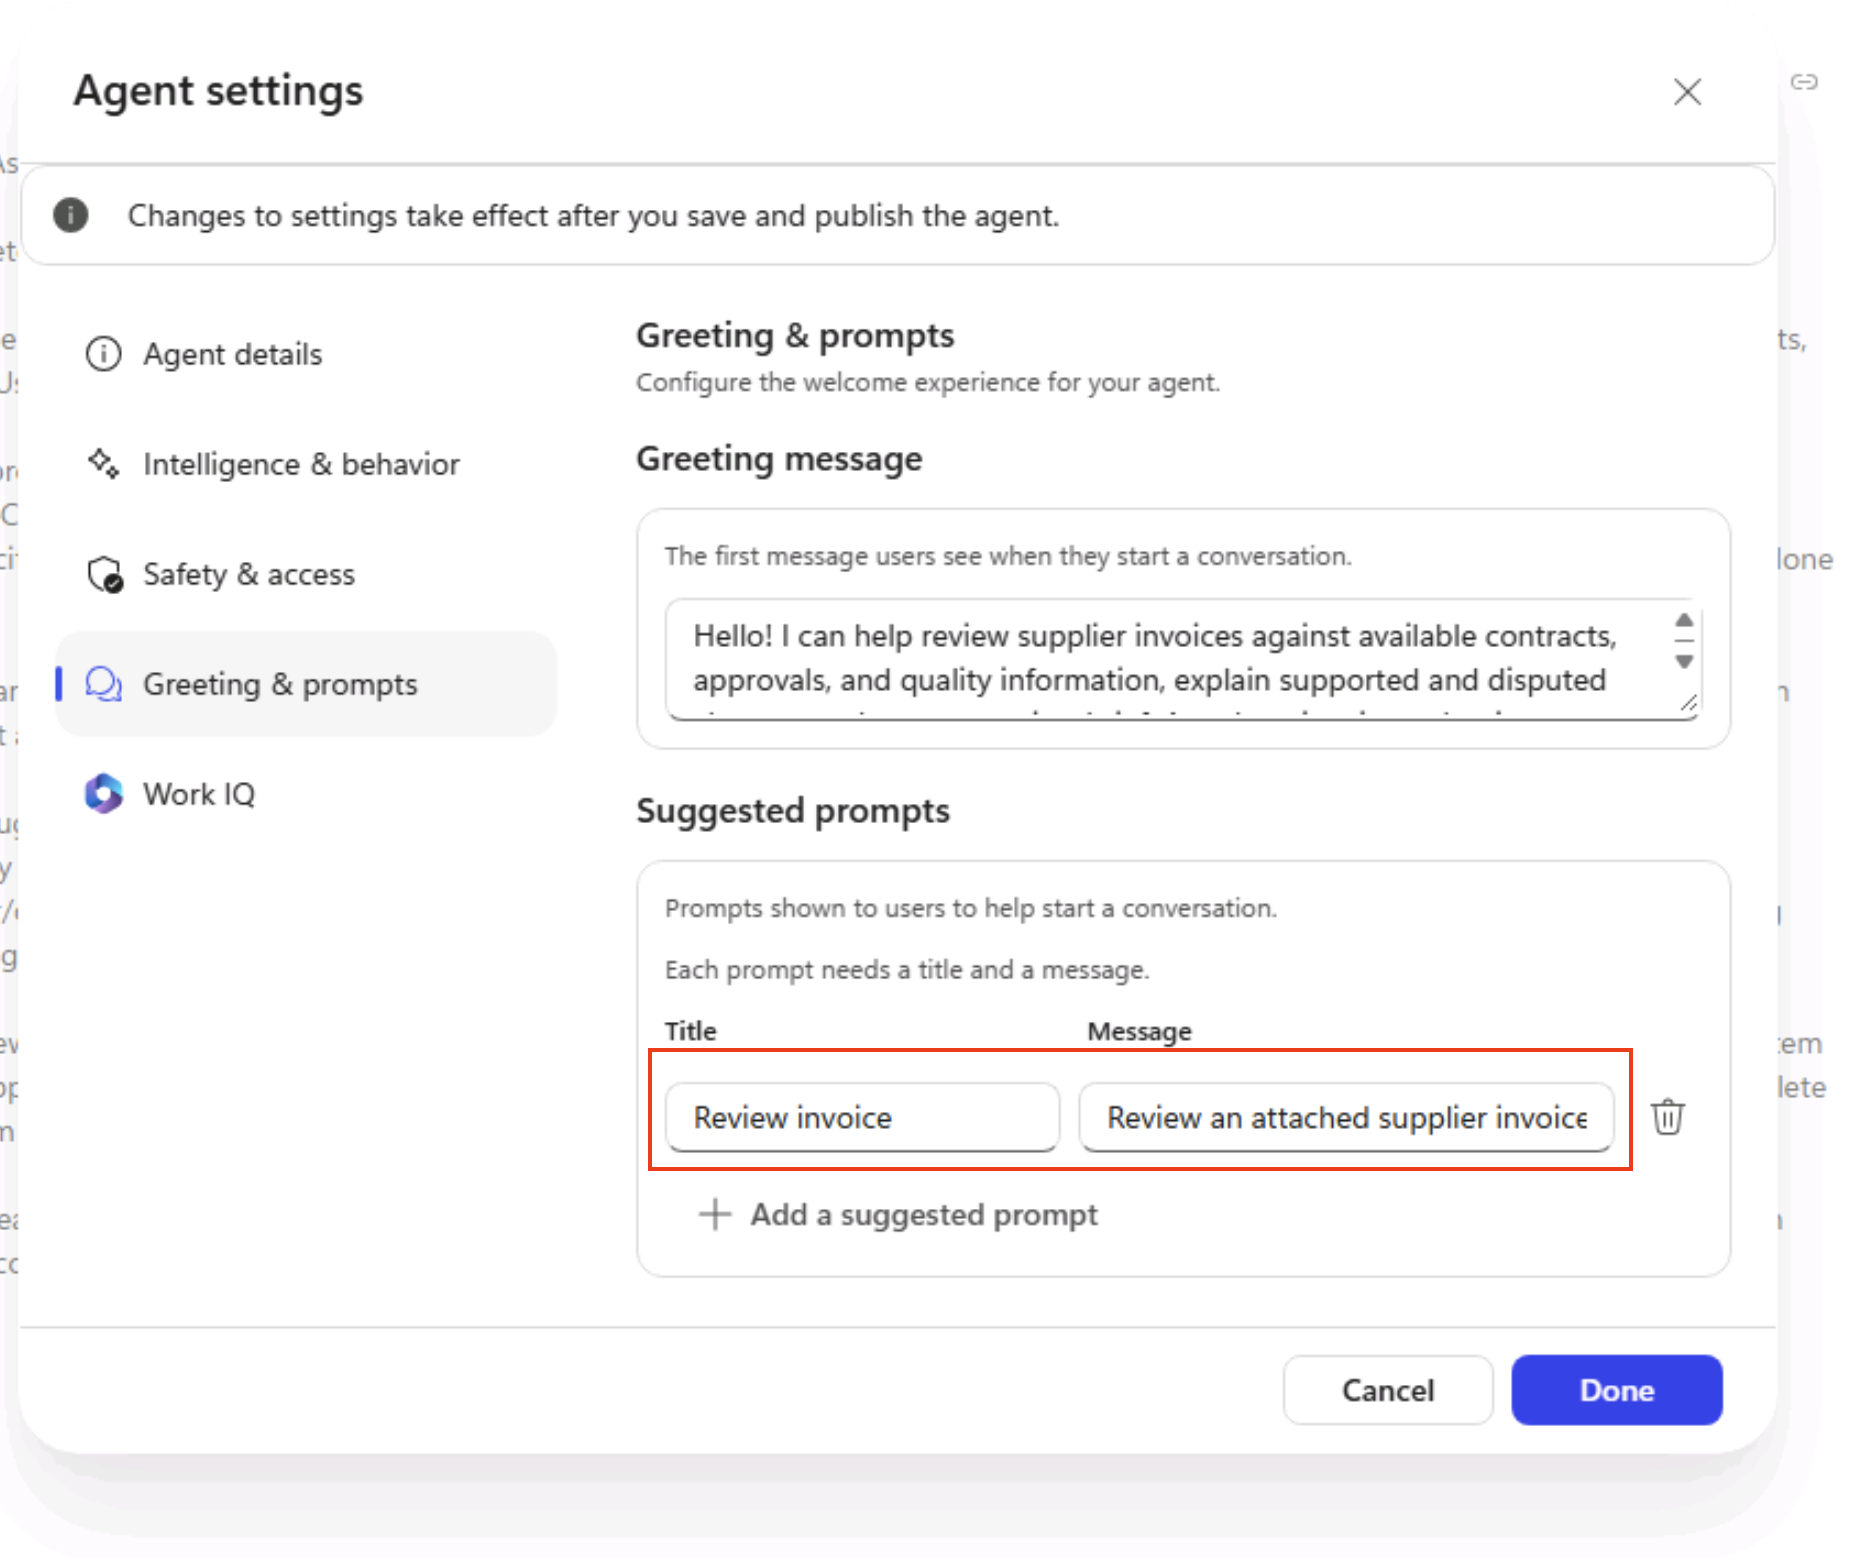 Agent settings
Changes to settings take effect after you save and publish the agent.
Agent details
Intelligence & behavior
Safety & access
Greeting & prompts
Work IQ
Greeting & prompts
Configure the welcome experience for your agent.
Greeting message
The first message users see when they start a conversation.
Hello! I can help review supplier invoices against available contracts,
approvals, and quality information, explain supported and disputed
Suggested prompts
Prompts shown to users to help start a conversation.
Each prompt needs a title and a message.
Title Message
Review invoice Review an attached supplier invoice
Add a suggested prompt
Cancel Done